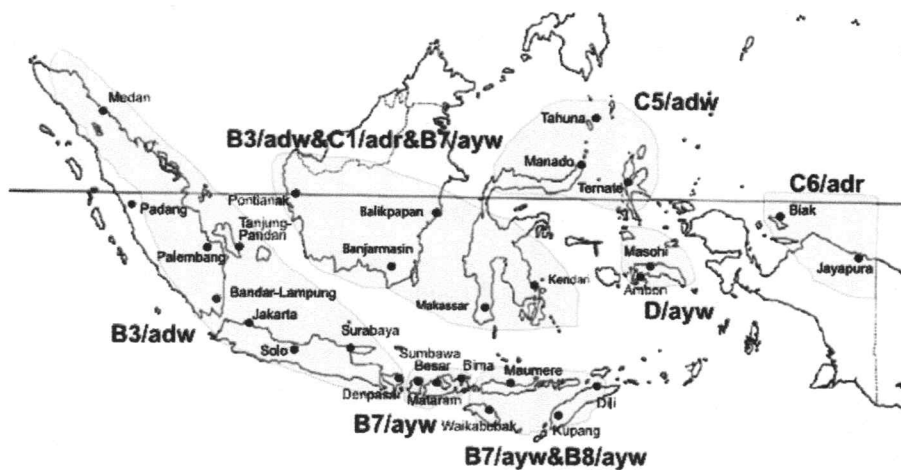 Medan
C5/adw
Tahuna
B3/adw&C1/adr&B7/ayw
Manado
Ternate
C6/adr
Pontianak
Padang
Balikpapan
Biak
Tanjung-
Pandan
Palembang
Banjarmasin
Masohi
Jayapura
Kendari
Ambon
Bandar-Lampung
Makassar
Jakarta
D/ayw
B3/adw
Surabaya
Solo
Sumbawa
Besar
Bima
Maumere
Denpasar
Mataram
Dili
B7/ayw
Waikabubak
Kupang
B7/ayw&B8/ayw